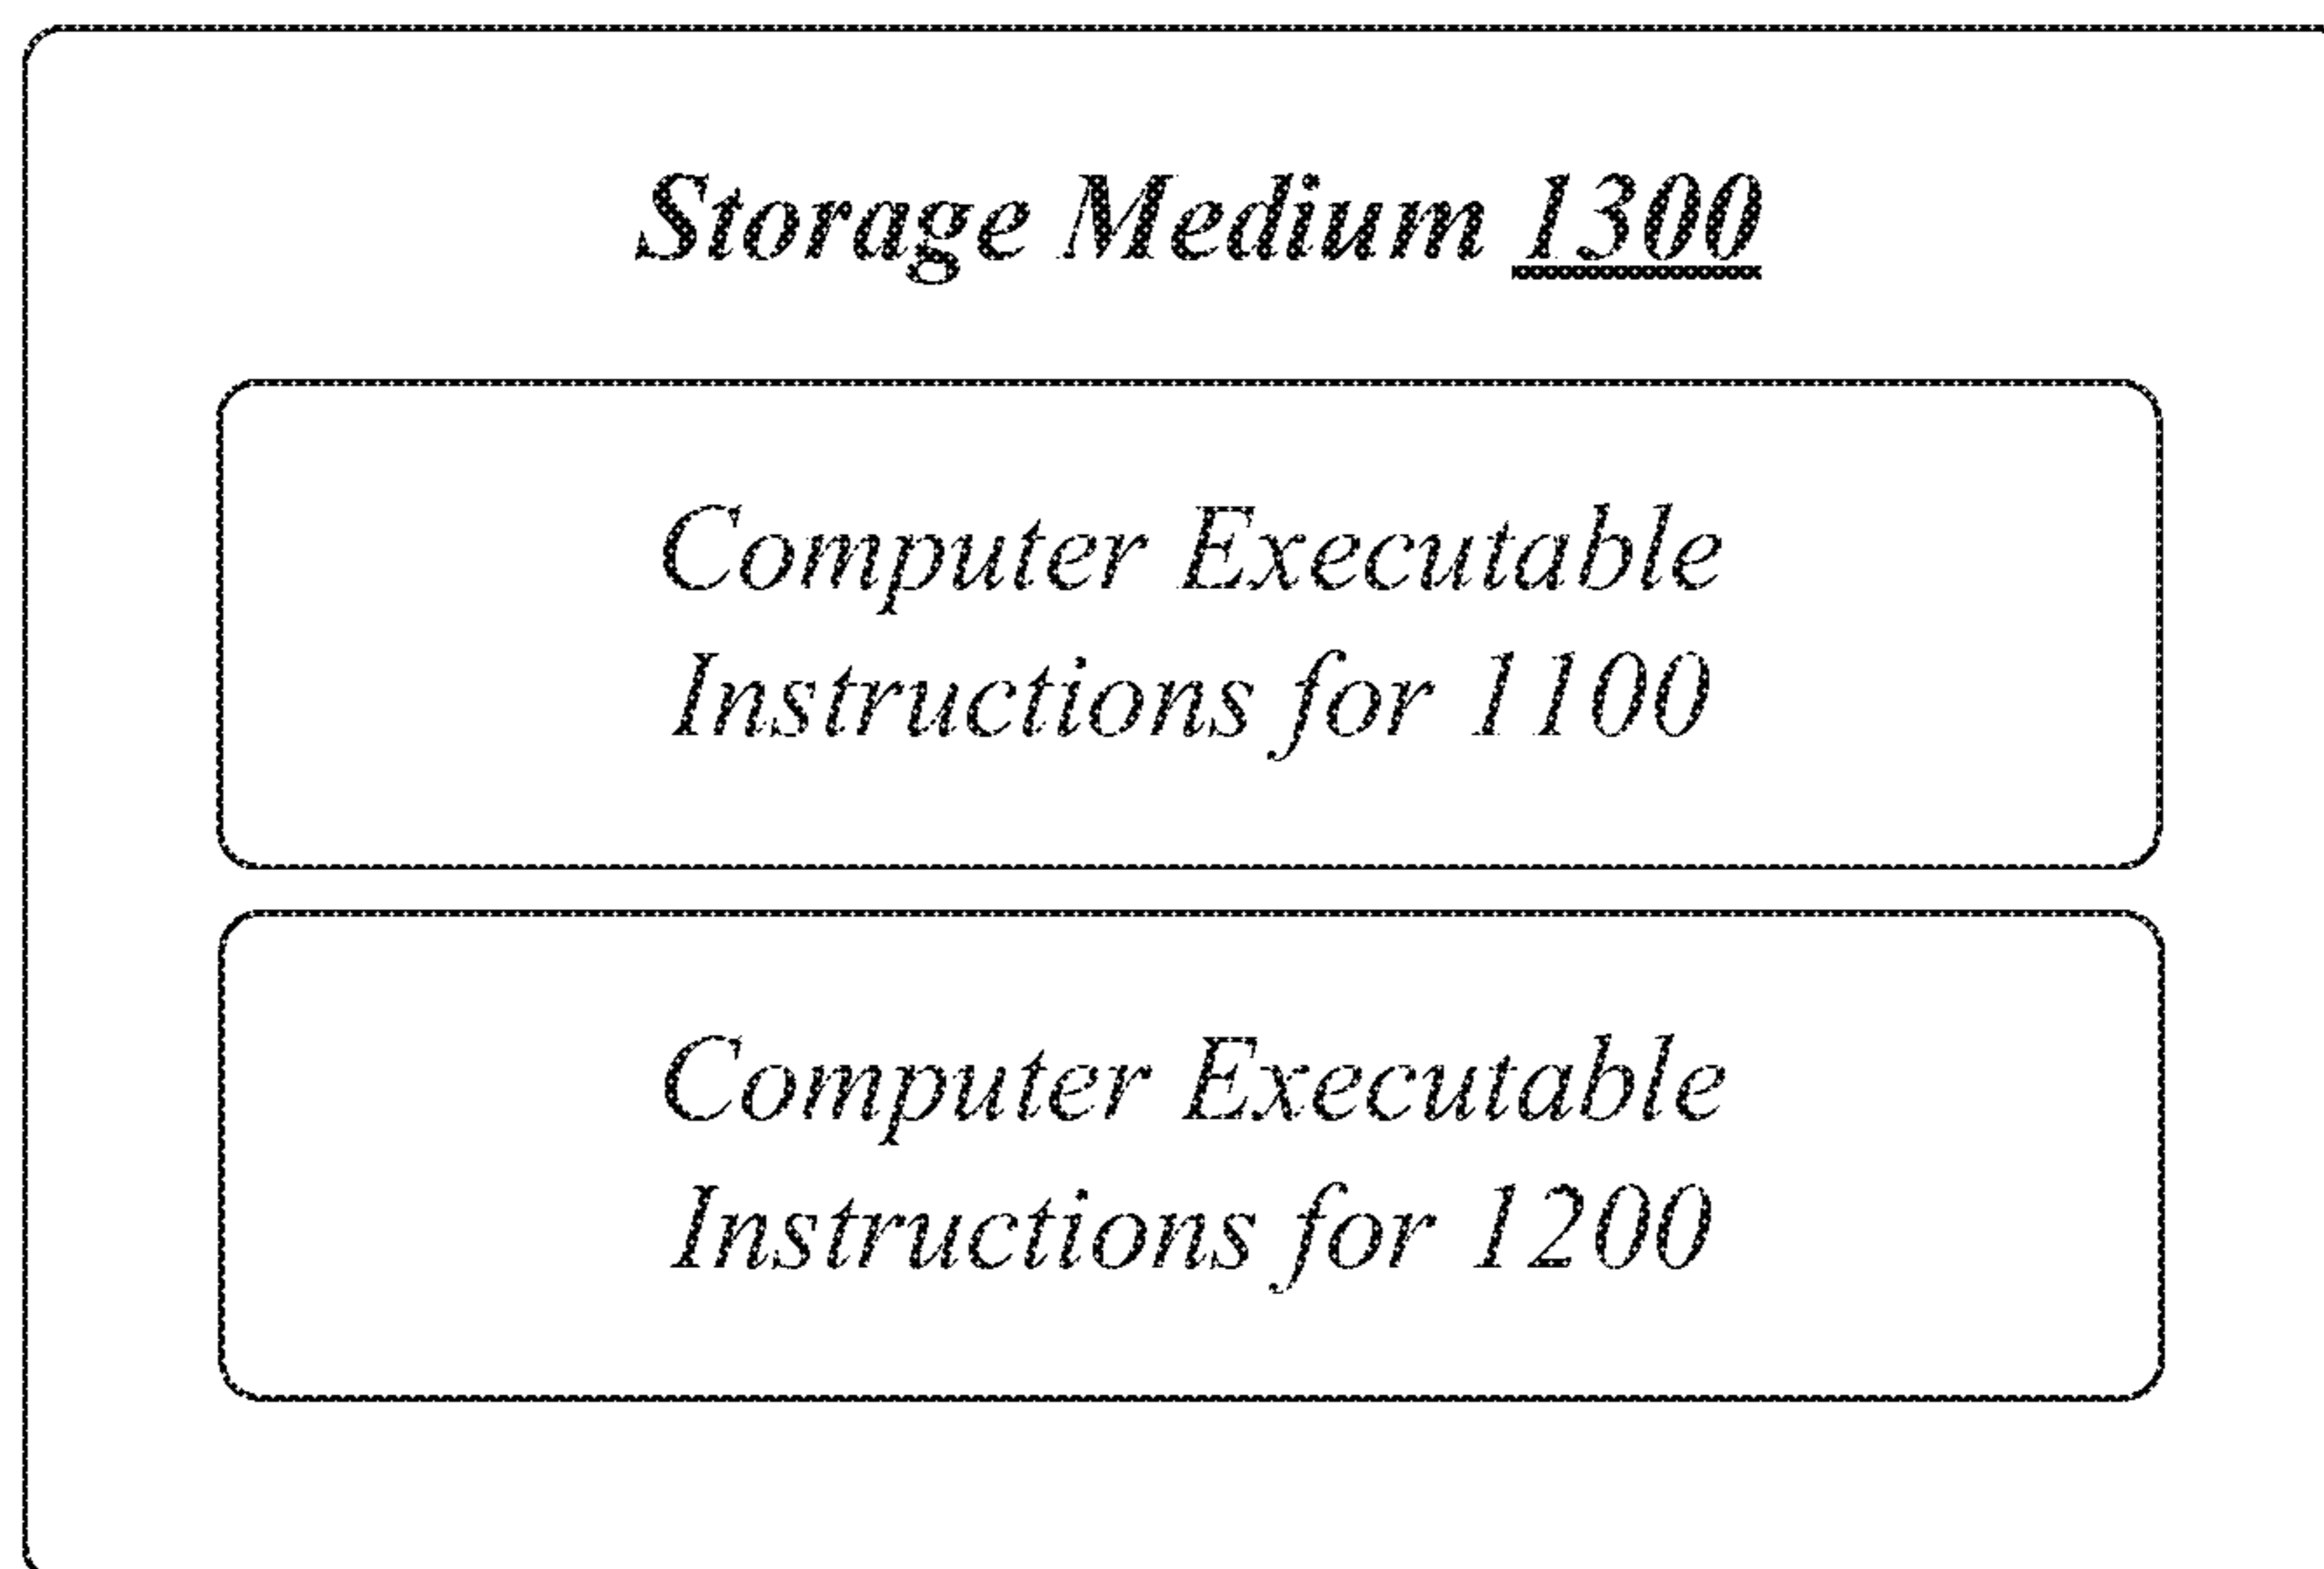 Storage Medium 1300
Computer Executable
Instructions for 1100
Computer Executable
Instructions for 1200